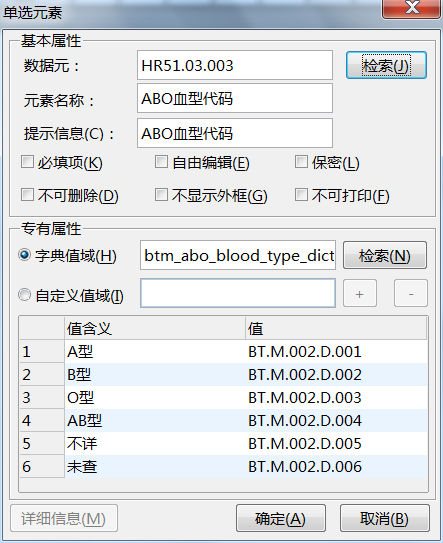 单选元素
基本属性
数据元： HR51.03.003 检索(J)
元素名称： ABO血型代码
提示信息(C)： ABO血型代码
必填项(K) 自由编辑(E) 保密(L)
不可删除(D) 不显示外框(G) 不可打印(F)
专有属性
字典值域(H) btm_abo_blood_type_dict 检索(N)
自定义值域(I) + -
值含义 值
1 A型 BT.M.002.D.001
2 B型 BT.M.002.D.002
3 O型 BT.M.002.D.003
4 AB型 BT.M.002.D.004
5 不详 BT.M.002.D.005
6 未查 BT.M.002.D.006
详细信息(M) 确定(A) 取消(B)